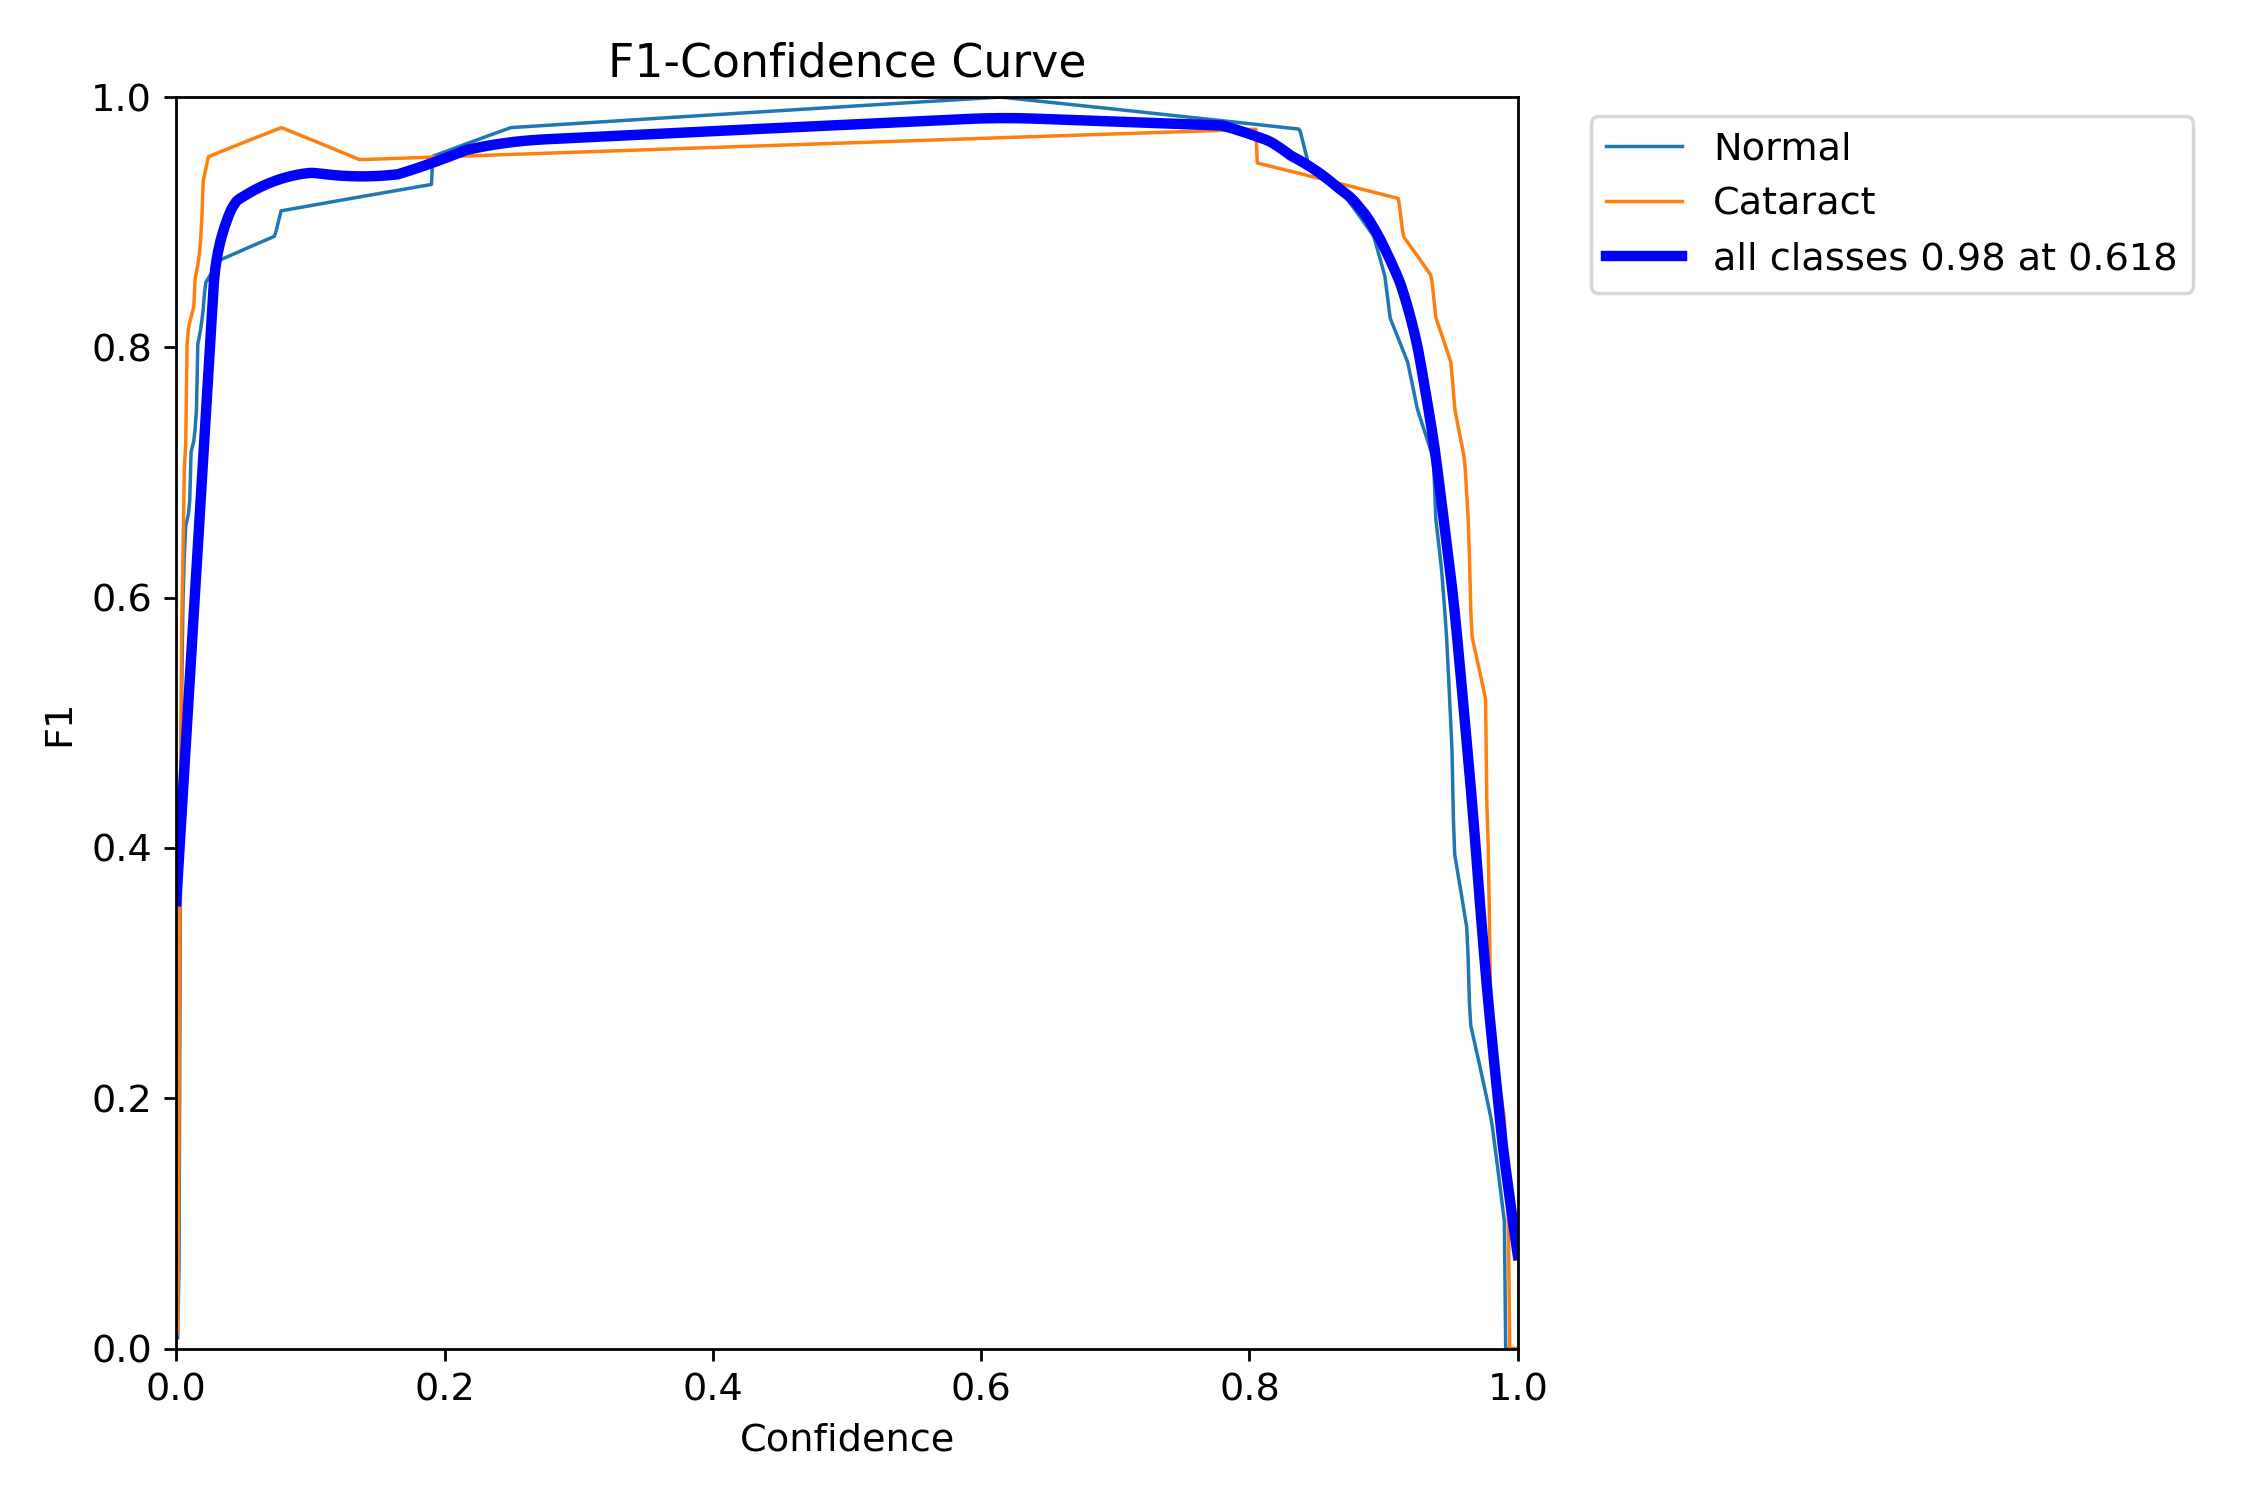 F1-Confidence Curve
1.0
0.8
0.6
0.4
0.2
0.0
F1
0.0 0.2 0.4 0.6 0.8 1.0
Confidence
Normal
Cataract
all classes 0.98 at 0.618